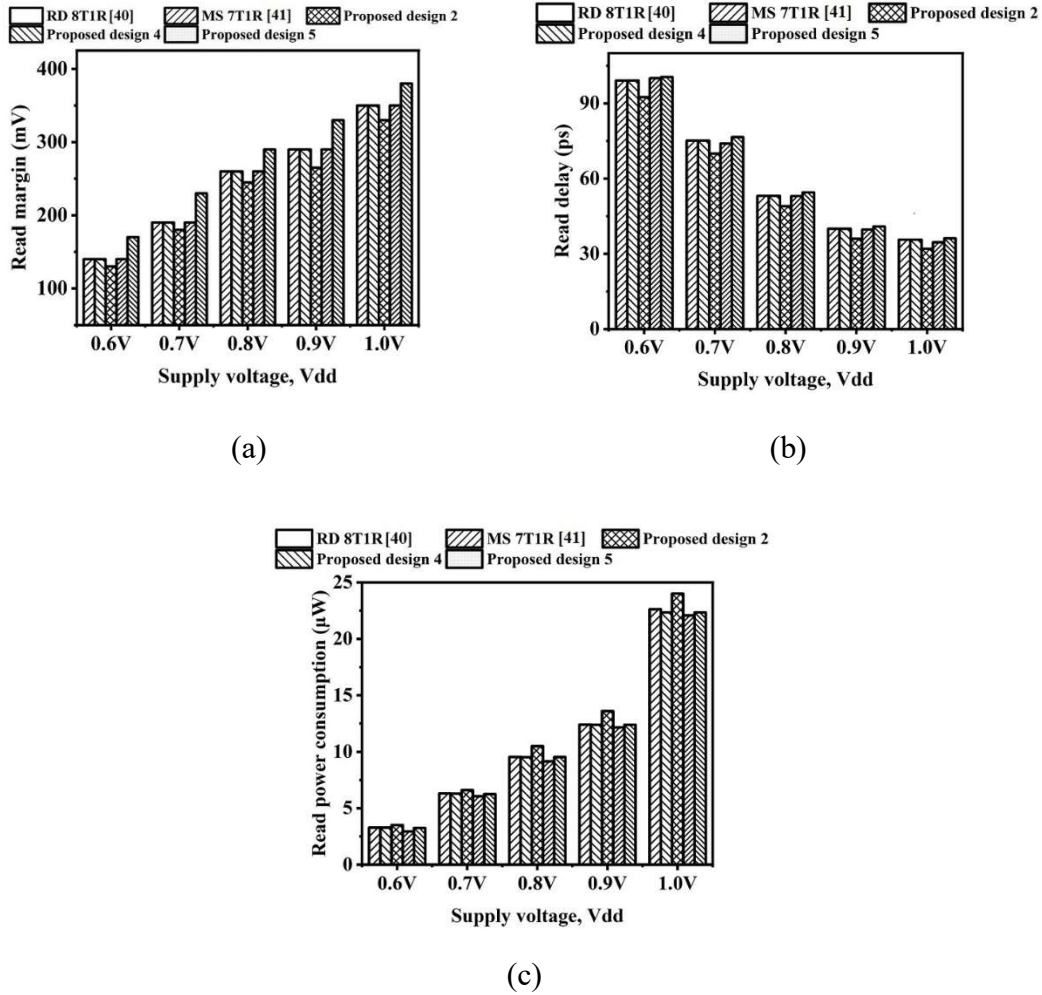 RD 8T1R [40] MS 7T1R [41] Proposed design 2
Proposed design 4 Proposed design 5
Read margin (mV)
400
300
200
100
0.6V 0.7V 0.8V 0.9V 1.0V
Supply voltage, Vdd
(a)
RD 8T1R [40] MS 7T1R [41] Proposed design 2
Proposed design 4 Proposed design 5
Read delay (ps)
90
60
30
0
0.6V 0.7V 0.8V 0.9V 1.0V
Supply voltage, Vdd
(b)
RD 8T1R [40] MS 7T1R [41] Proposed design 2
Proposed design 4 Proposed design 5
Read power consumption (μW)
25
20
15
10
5
0
0.6V 0.7V 0.8V 0.9V 1.0V
Supply voltage, Vdd
(c)